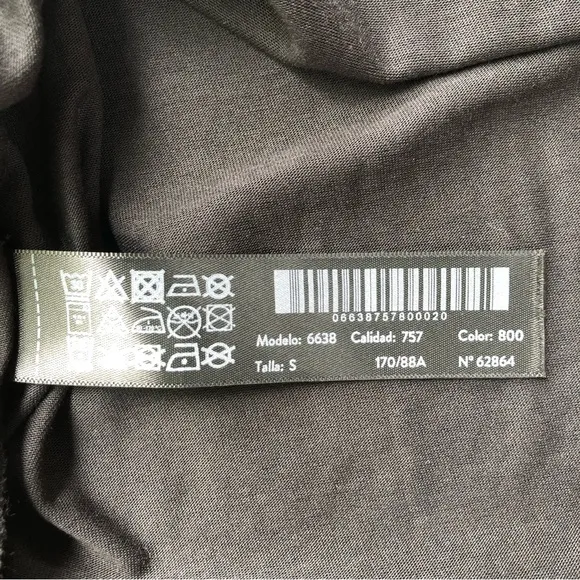 06638757800020
Modelo: 6638 Calidad: 757 Color: 800
Talla: S 170/88A Nº 62864